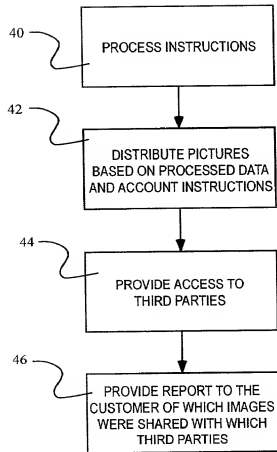 40
PROCESS INSTRUCTIONS
42
DISTRIBUTE PICTURES
BASED ON PROCESSED DATA
AND ACCOUNT INSTRUCTIONS
44
PROVIDE ACCESS TO
THIRD PARTIES
46
PROVIDE REPORT TO THE
CUSTOMER OF WHICH IMAGES
WERE SHARED WITH WHICH
THIRD PARTIES